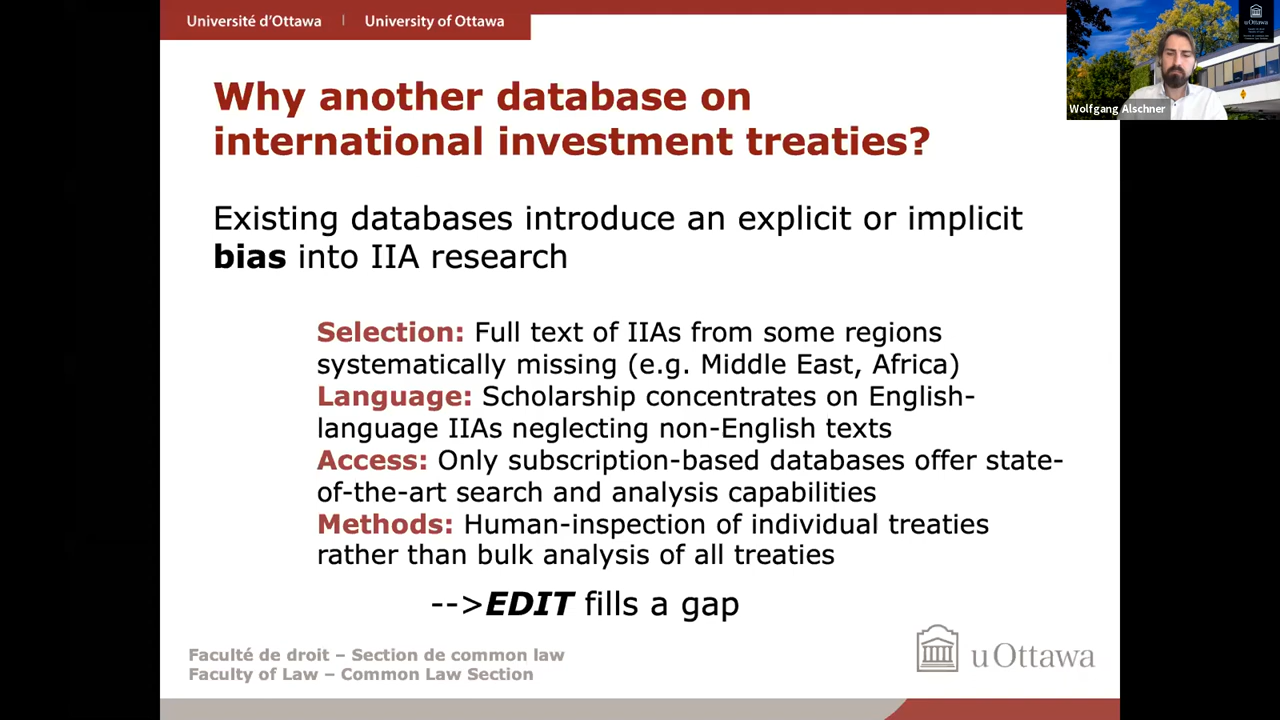 Université d'Ottawa | University of Ottawa
Wolfgang Alschner
uOttawa
Why another database on
international investment treaties?
Existing databases introduce an explicit or implicit
bias into IIA research
Selection: Full text of IIAs from some regions
systematically missing (e.g. Middle East, Africa)
Language: Scholarship concentrates on English-
language IIAs neglecting non-English texts
Access: Only subscription-based databases offer state-
of-the-art search and analysis capabilities
Methods: Human-inspection of individual treaties
rather than bulk analysis of all treaties
-->EDIT fills a gap
Faculté de droit – Section de common law
Faculty of Law – Common Law Section
uOttawa